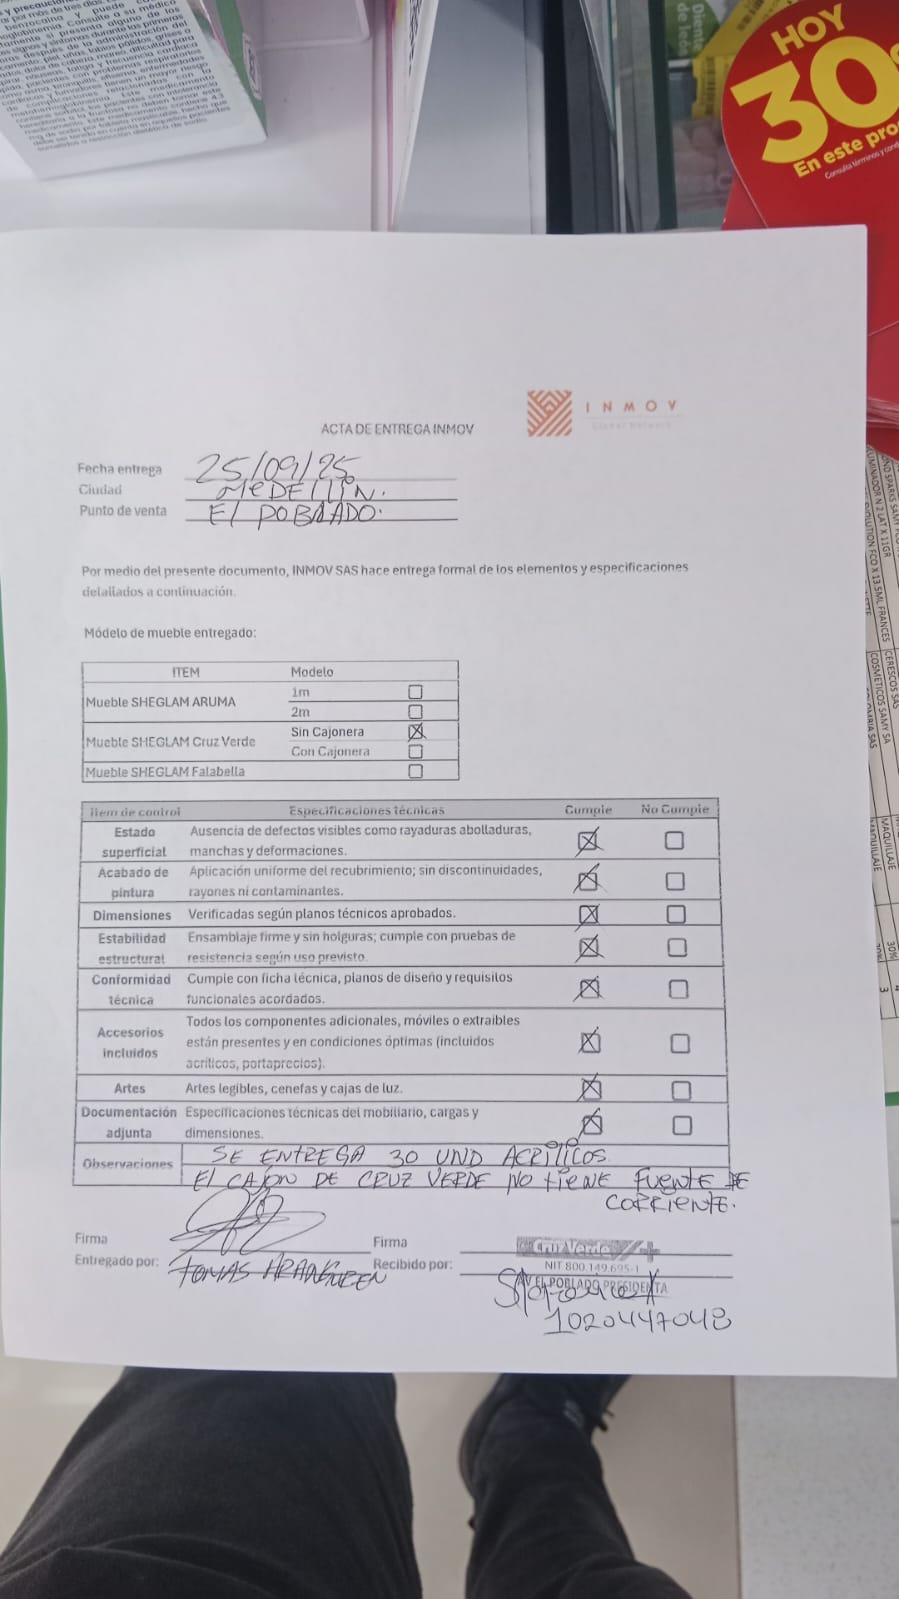 HOY
30
En este pro
Diente
de leó
ACTA DE ENTREGA INMOV
INMOV
Fecha entrega 25/09/25
Ciudad MEDELLIN.
Punto de venta EL POBLADO.
Por medio del presente documento, INMOV SAS hace entrega formal de los elementos y especificaciones
detallados a continuación.
Módelo de mueble entregado:
ITEM Modelo
Mueble SHEGLAM ARUMA 1m
2m
Mueble SHEGLAM Cruz Verde Sin Cajonera X
Con Cajonera
Mueble SHEGLAM Falabella
Item de control Especificaciones técnicas Cumple No Cumple
Estado superficial Ausencia de defectos visibles como rayaduras abolladuras, X
manchas y deformaciones.
Acabado de pintura Aplicación uniforme del recubrimiento; sin discontinuidades, X
rayones ni contaminantes.
Dimensiones Verificadas según planos técnicos aprobados. X
Estabilidad estructural Ensamblaje firme y sin holguras; cumple con pruebas de X
resistencia según uso previsto.
Conformidad técnica Cumple con ficha técnica, planos de diseño y requisitos X
funcionales acordados.
Accesorios incluidos Todos los componentes adicionales, móviles o extraibles X
están presentes y en condiciones óptimas (incluidos
acrílicos, portaprecios).
Artes Artes legibles, cenefas y cajas de luz. X
Documentación adjunta Especificaciones técnicas del mobiliario, cargas y X
dimensiones.
Observaciones SE ENTREGA 30 UND ACRILICOS
El CAJON DE CRUZ VERDE NO tiENE FUENTE DE
CORRIENTE.
Firma
Entregado por: TOMAS ARANGUREN
Firma
Recibido por:
Cruz Verde
NIT 800.149.695-1
AV EL POBLADO PRESIDENTA
1020447048